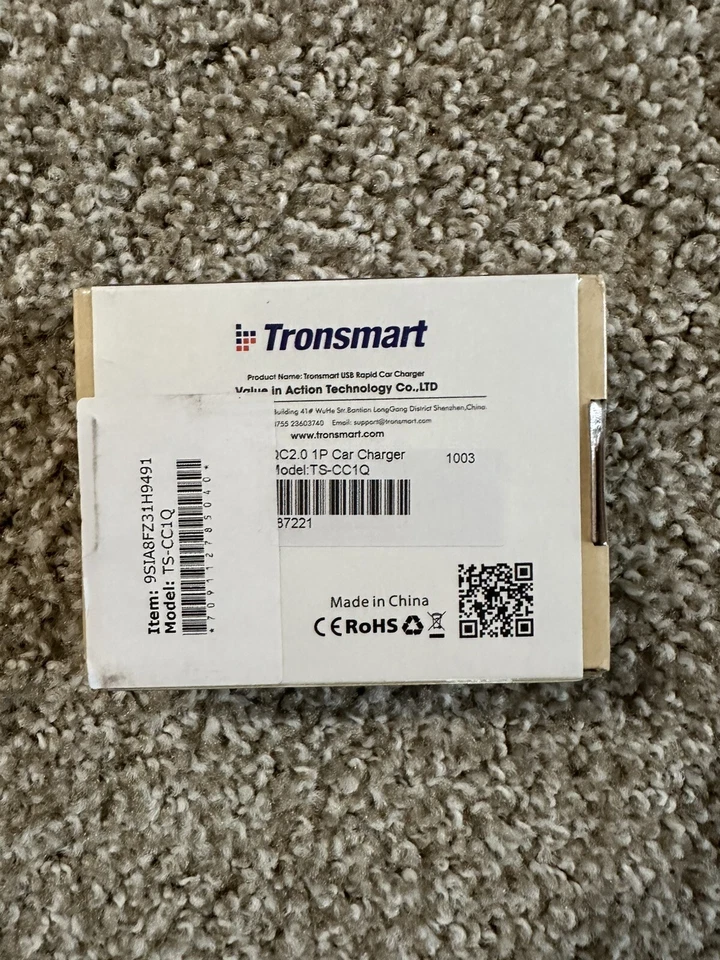 Tronsmart
Product Name: Tronsmart USB Rapid Car Charger
Value in Action Technology Co.,LTD
Building 41# WuHe Str.Bantian LongGang District Shenzhen,China
755 23603740 Email: support@tronsmart.com
www.tronsmart.com
QC2.0 1P Car Charger 1003
Model:TS-CC1Q
87221
Made in China
CE RoHS
Item: 9SIA8FZ31H9491
Model: TS-CC1Q
*709112785040*